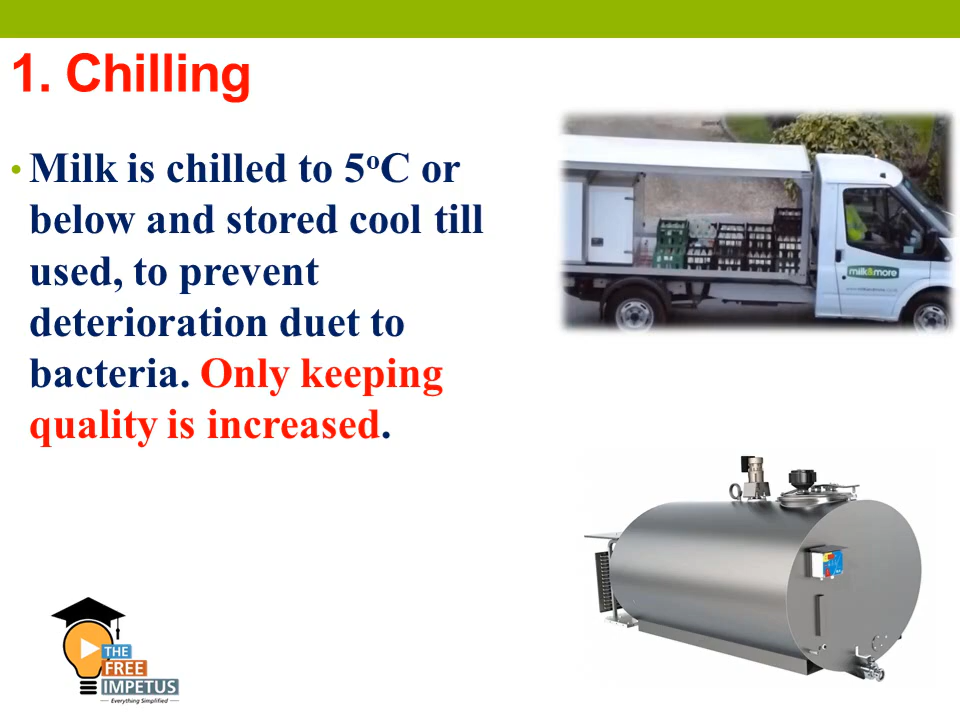 1. Chilling
• Milk is chilled to 5ºC or
below and stored cool till
used, to prevent
deterioration duet to
bacteria. Only keeping
quality is increased.
milk&more
THE
FREE
IMPETUS
Everything Simplified